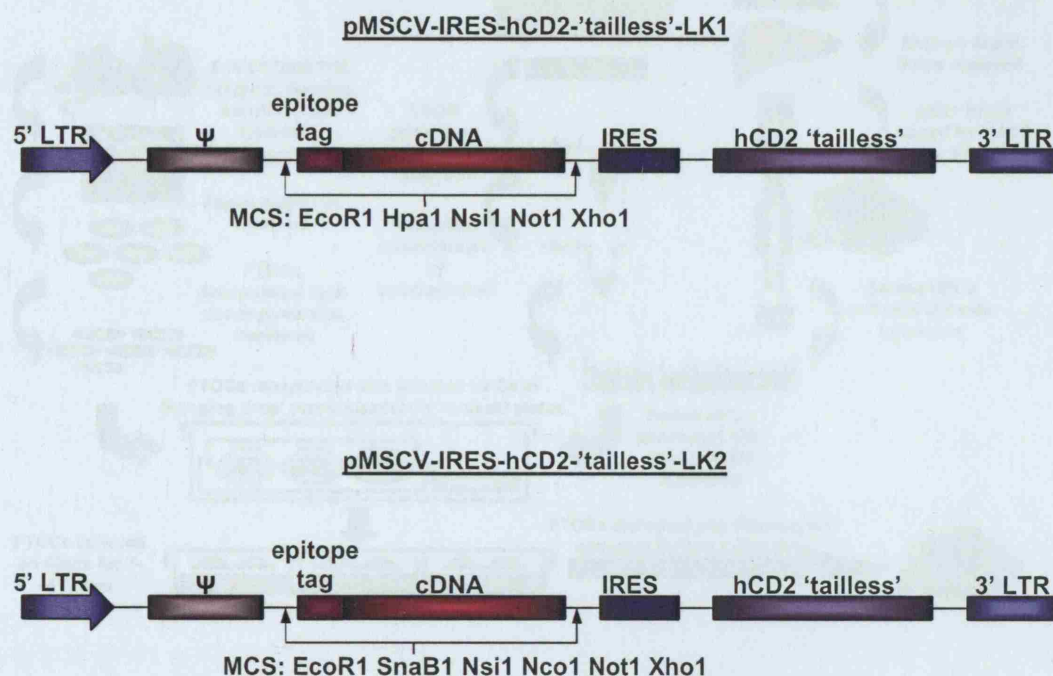 pMSCV-IRES-hCD2-'tailless'-LK1
epitope
5' LTR Ψ tag cDNA IRES hCD2 'tailless' 3' LTR
MCS: EcoR1 Hpa1 Nsi1 Not1 Xho1
pMSCV-IRES-hCD2-'tailless'-LK2
epitope
5' LTR Ψ tag cDNA IRES hCD2 'tailless' 3' LTR
MCS: EcoR1 SnaB1 Nsi1 Nco1 Not1 Xho1